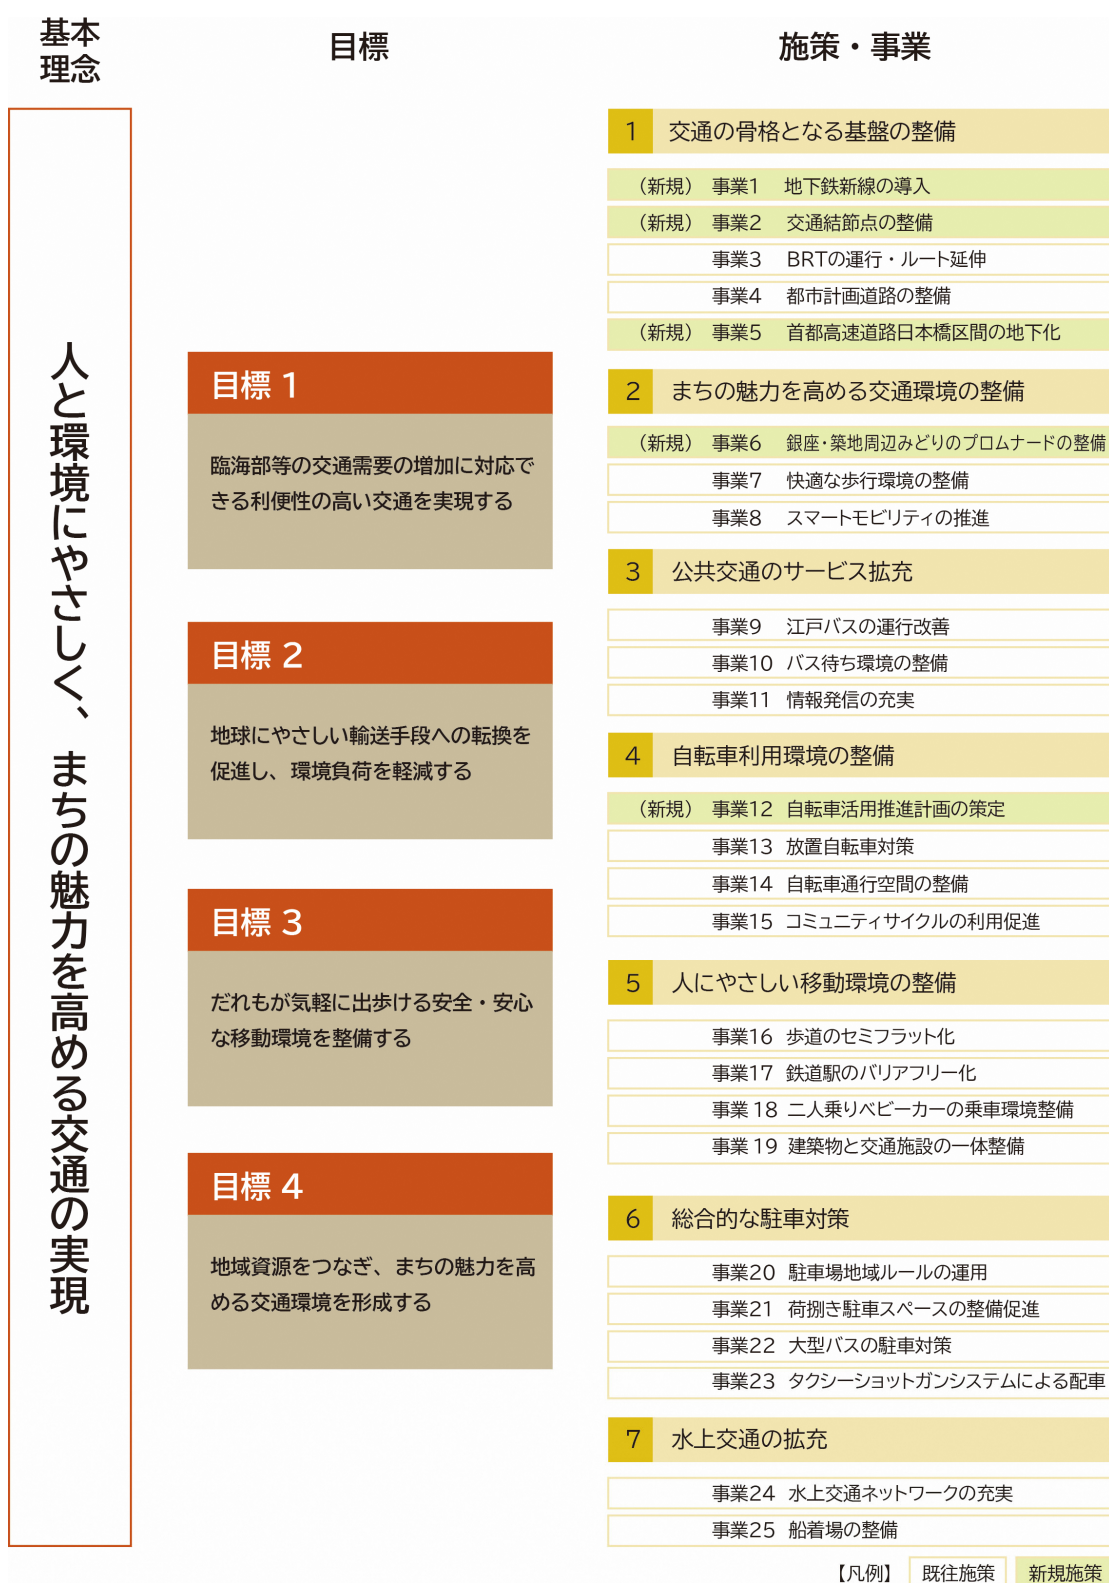 基本
理念
目標
施策・事業
人と環境にやさしく、まちの魅力を高める交通の実現
目標 1
臨海部等の交通需要の増加に対応で
きる利便性の高い交通を実現する
目標 2
地球にやさしい輸送手段への転換を
促進し、環境負荷を軽減する
目標 3
だれもが気軽に出歩ける安全・安心
な移動環境を整備する
目標 4
地域資源をつなぎ、まちの魅力を高
める交通環境を形成する
1 交通の骨格となる基盤の整備
（新規） 事業1 地下鉄新線の導入
（新規） 事業2 交通結節点の整備
事業3 BRTの運行・ルート延伸
事業4 都市計画道路の整備
（新規） 事業5 首都高速道路日本橋区間の地下化
2 まちの魅力を高める交通環境の整備
（新規） 事業6 銀座・築地周辺みどりのプロムナードの整備
事業7 快適な歩行環境の整備
事業8 スマートモビリティの推進
3 公共交通のサービス拡充
事業9 江戸バスの運行改善
事業10 バス待ち環境の整備
事業11 情報発信の充実
4 自転車利用環境の整備
（新規） 事業12 自転車活用推進計画の策定
事業13 放置自転車対策
事業14 自転車通行空間の整備
事業15 コミュニティサイクルの利用促進
5 人にやさしい移動環境の整備
事業16 歩道のセミフラット化
事業17 鉄道駅のバリアフリー化
事業 18 二人乗りベビーカーの乗車環境整備
事業 19 建築物と交通施設の一体整備
6 総合的な駐車対策
事業20 駐車場地域ルールの運用
事業21 荷捌き駐車スペースの整備促進
事業22 大型バスの駐車対策
事業23 タクシーショットガンシステムによる配車
7 水上交通の拡充
事業24 水上交通ネットワークの充実
事業25 船着場の整備
【凡例】 既往施策 新規施策